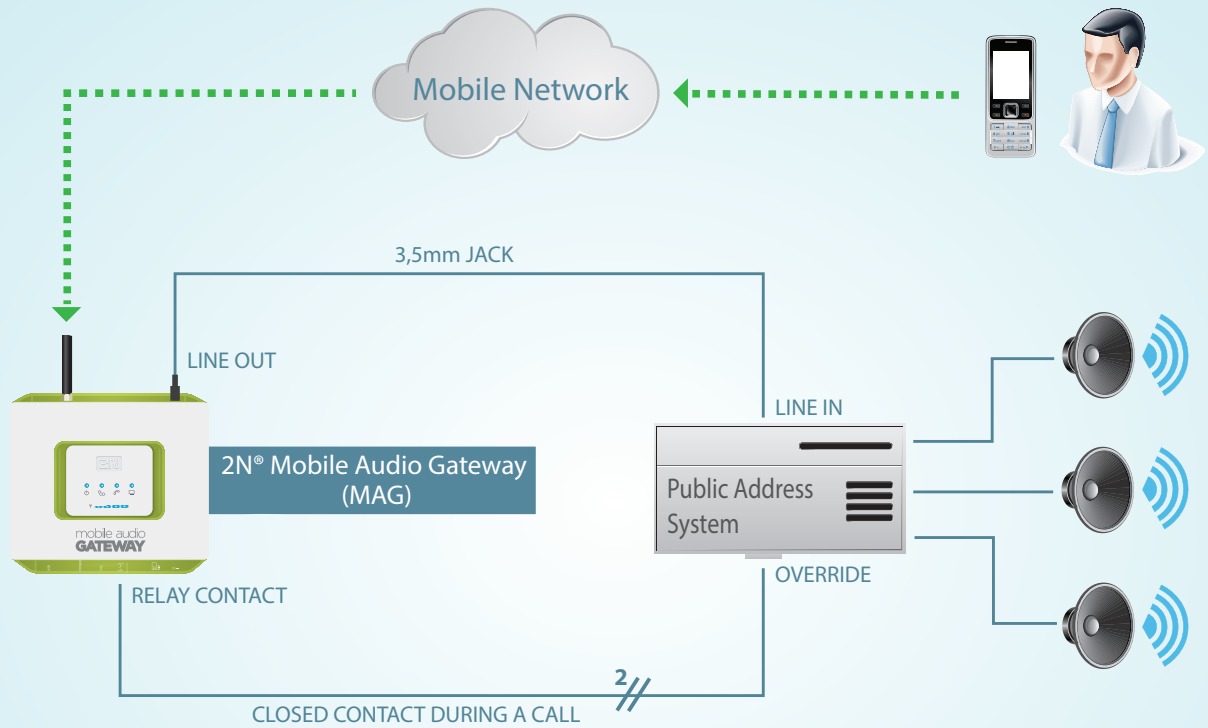 Mobile Network
3,5mm JACK
LINE OUT
LINE IN
2N® Mobile Audio Gateway
(MAG)
2N
mobile audio
GATEWAY
Public Address
System
OVERRIDE
RELAY CONTACT
2
CLOSED CONTACT DURING A CALL